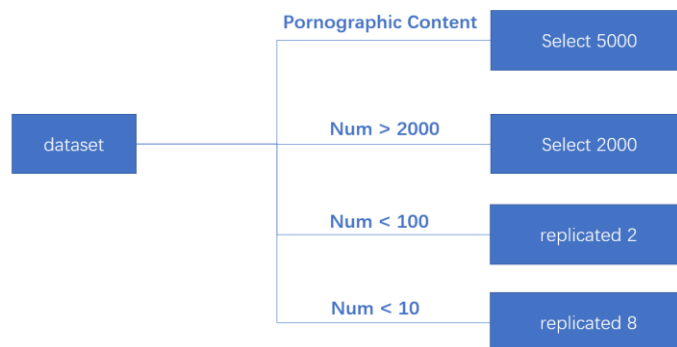 Pornographic Content
Select 5000
dataset
Num > 2000
Select 2000
Num < 100
replicated 2
Num < 10
replicated 8